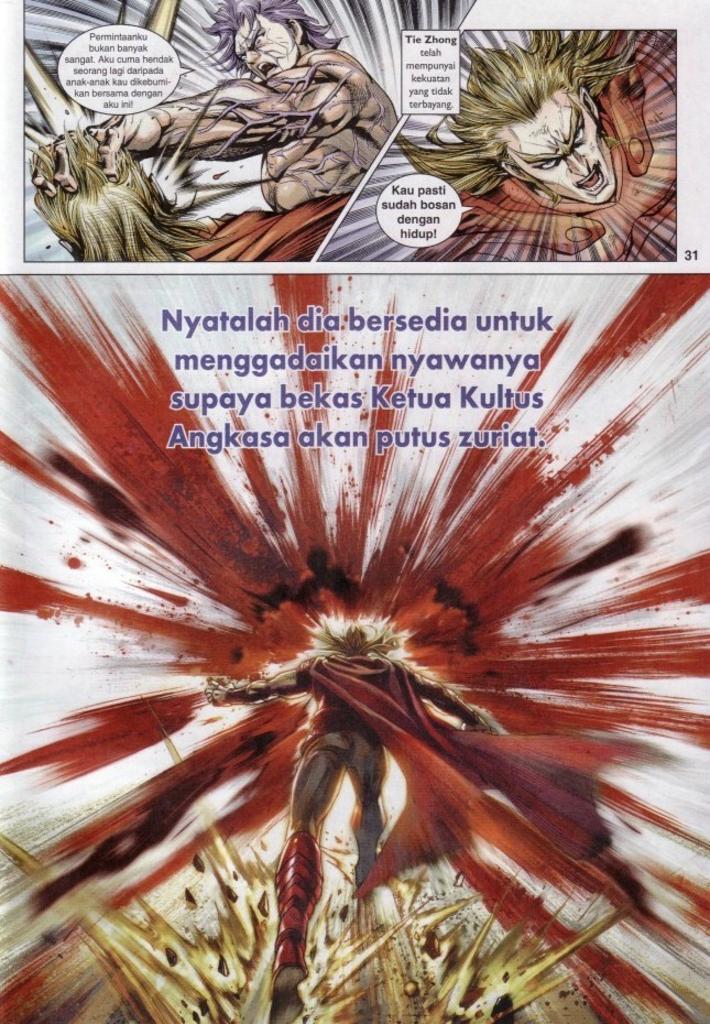 Permintaanku
bukan banyak
sangat. Aku cuma hendak
seorang lagi daripada
anak-anak kau dikebumi-
kan bersama dengan
aku ini!
Tie Zhong
telah
mempunyai
kekuatan
yang tidak
terbayang.
Kau pasti
sudah bosan
dengan
hidup!
31
Nyatalah dia bersedia untuk
menggadaikan nyawanya
supaya bekas Ketua Kultus
Angkasa akan putus zuriat.